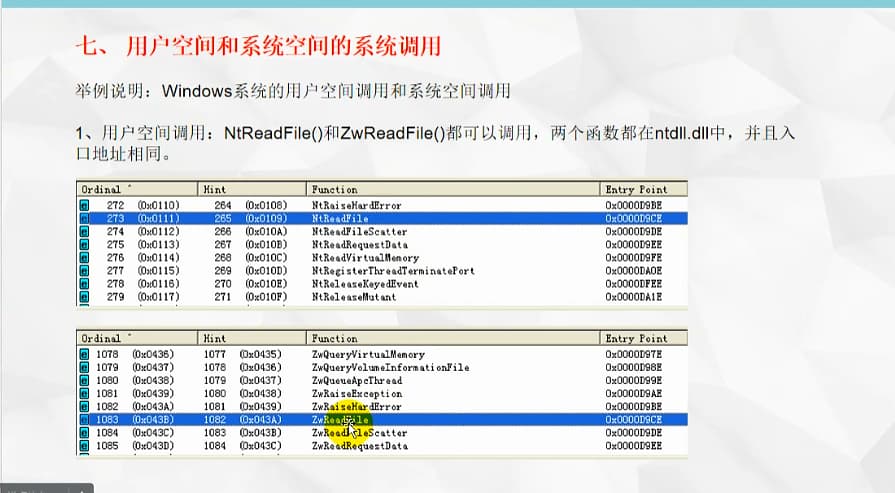 七、 用户空间和系统空间的系统调用
举例说明：Windows系统的用户空间调用和系统空间调用
1、用户空间调用：NtReadFile()和ZwReadFile()都可以调用，两个函数都在ntdll.dll中，并且入
口地址相同。
Ordinal ^ Hint Function Entry Point
272 (0x0110) 264 (0x0108) NtRaiseHardError 0x0000D9BE
273 (0x0111) 265 (0x0109) NtReadFile 0x0000D9CE
274 (0x0112) 266 (0x010A) NtReadFileScatter 0x0000D9DE
275 (0x0113) 267 (0x010B) NtReadRequestData 0x0000D9EE
276 (0x0114) 268 (0x010C) NtReadVirtualMemory 0x0000D9FE
277 (0x0115) 269 (0x010D) NtRegisterThreadTerminatePort 0x0000DA0E
278 (0x0116) 270 (0x010E) NtReleaseKeyedEvent 0x0000DFEE
279 (0x0117) 271 (0x010F) NtReleaseMutant 0x0000DA1E
Ordinal ^ Hint Function Entry Point
1078 (0x0436) 1077 (0x0435) ZwQueryVirtualMemory 0x0000D97E
1079 (0x0437) 1078 (0x0436) ZwQueryVolumeInformationFile 0x0000D98E
1080 (0x0438) 1079 (0x0437) ZwQueueApcThread 0x0000D99E
1081 (0x0439) 1080 (0x0438) ZwRaiseException 0x0000D9AE
1082 (0x043A) 1081 (0x0439) ZwRaiseHardError 0x0000D9BE
1083 (0x043B) 1082 (0x043A) ZwReadFile 0x0000D9CE
1084 (0x043C) 1083 (0x043B) ZwReadFileScatter 0x0000D9DE
1085 (0x043D) 1084 (0x043C) ZwReadRequestData 0x0000D9EE